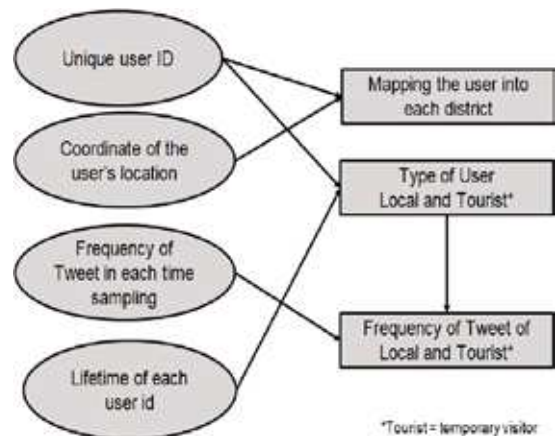 Unique user ID
Coordinate of the
user's location
Frequency of
Tweet in each time
sampling
Lifetime of each
user id
Mapping the user into
each district
Type of User
Local and Tourist*
Frequency of Tweet of
Local and Tourist*
*Tourist = temporary visitor